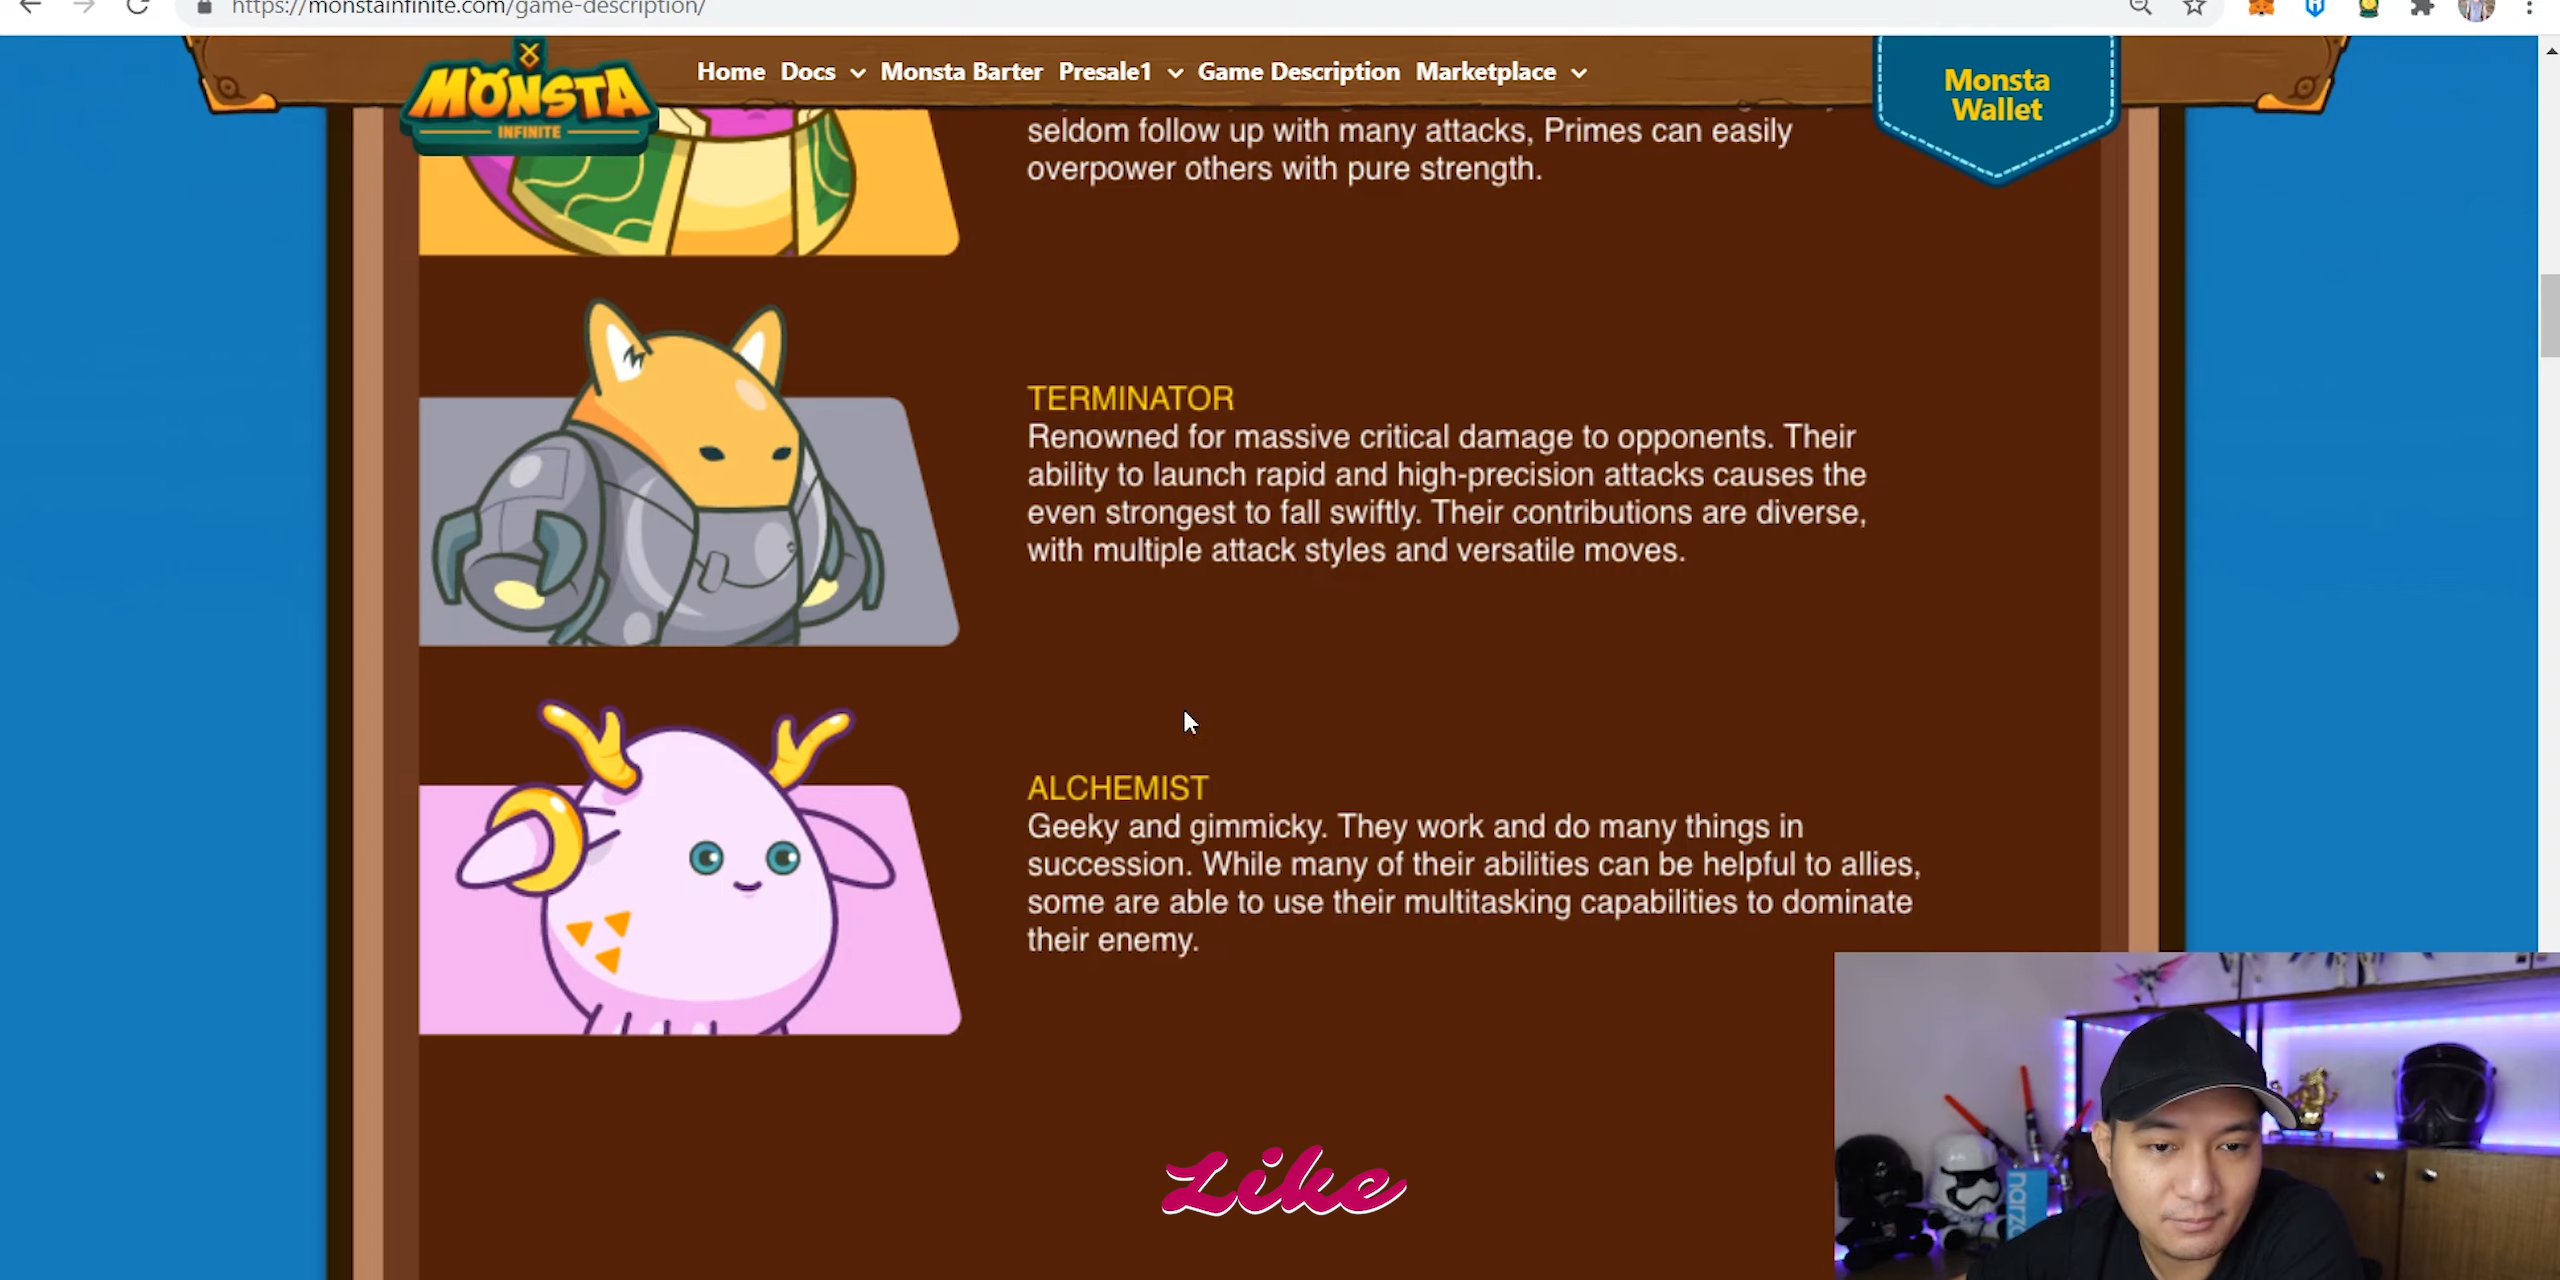 https://monstainfinite.com/game-description/
MONSTA
INFINITE
Home Docs Monsta Barter Presale1 Game Description Marketplace
Monsta
Wallet
seldom follow up with many attacks, Primes can easily
overpower others with pure strength.
TERMINATOR
Renowned for massive critical damage to opponents. Their
ability to launch rapid and high-precision attacks causes the
even strongest to fall swiftly. Their contributions are diverse,
with multiple attack styles and versatile moves.
ALCHEMIST
Geeky and gimmicky. They work and do many things in
succession. While many of their abilities can be helpful to allies,
some are able to use their multitasking capabilities to dominate
their enemy.
Like